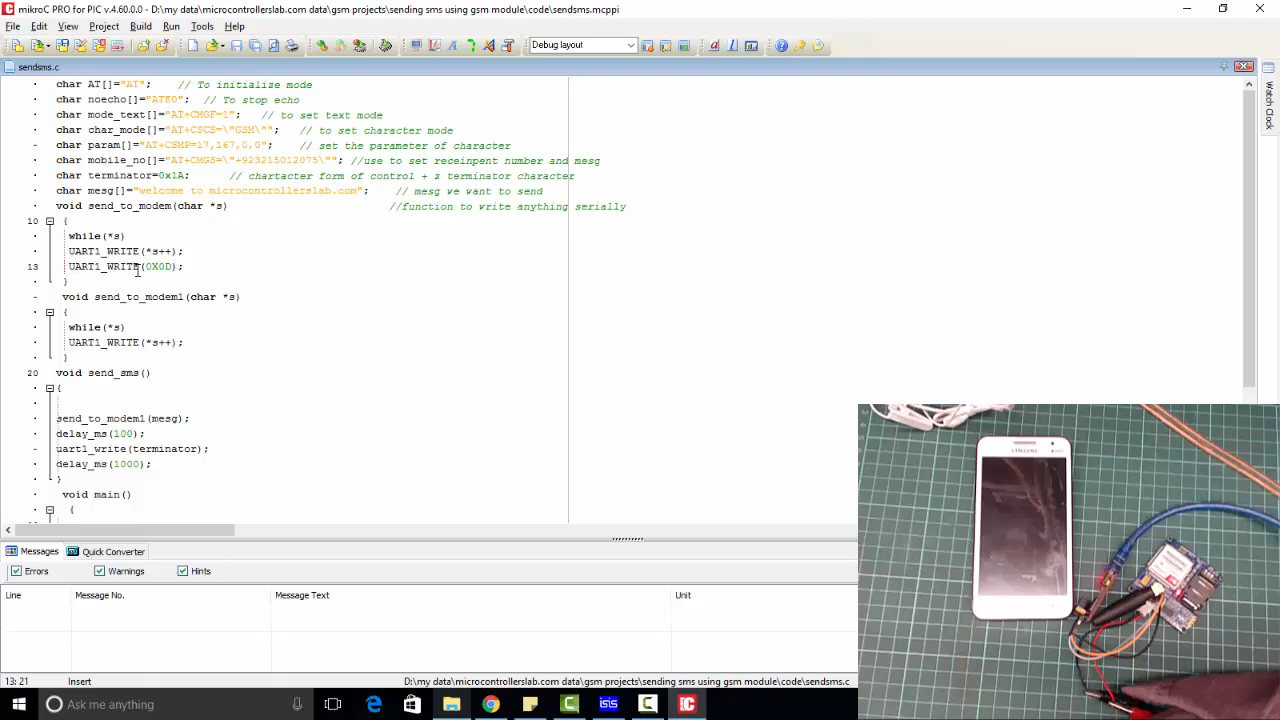 mikroC PRO for PIC v.4.60.0.0 - D:\my data\microcontrollerslab.com data\gsm projects\sending sms using gsm module\code\sendsms.mcppi
File Edit View Project Build Run Tools Help
Debug layout
sendsms.c
char AT[]="AT"; // To initialise mode
char noecho[]="ATE0"; // To stop echo
char mode_text[]="AT+CMGF=1"; // to set text mode
char char_mode[]="AT+CSCS=\"GSM\""; // to set character mode
char param[]="AT+CSMP=17,167,0,0"; // set the parameter of character
char mobile_no[]="AT+CMGS=\"+923215012075\""; //use to set receinpent number and mesg
char terminator=0x1A; // chartacter form of control + z terminator character
char mesg[]="welcome to microcontrollerslab.com"; // mesg we want to send
void send_to_modem(char *s) //function to write anything serially
10 {
while(*s)
UART1_WRITE(*s++);
13 UART1_WRITE(0X0D);
}
void send_to_modem1(char *s)
{
while(*s)
UART1_WRITE(*s++);
}
20 void send_sms()
{
send_to_modem1(mesg);
delay_ms(100);
uart1_write(terminator);
delay_ms(1000);
}
void main()
{
Watch Clock
Messages Quick Converter
Errors Warnings Hints
Line Message No. Message Text Unit
13: 21 Insert D:\my data\microcontrollerslab.com data\gsm projects\sending sms using gsm module\code\sendsms.c
Ask me anything
SAMSUNG